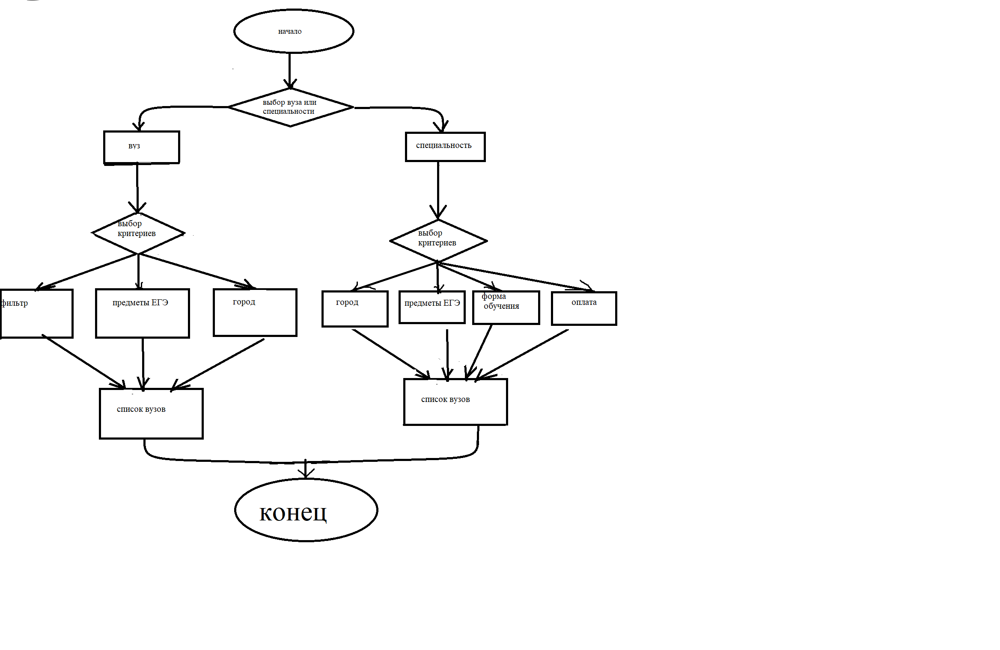 начало
выбор вуза или
специальности
вуз
специальность
выбор
критериев
выбор
критериев
фильтр
предметы ЕГЭ
город
город
предметы ЕГЭ
форма
обучения
оплата
список вузов
список вузов
конец